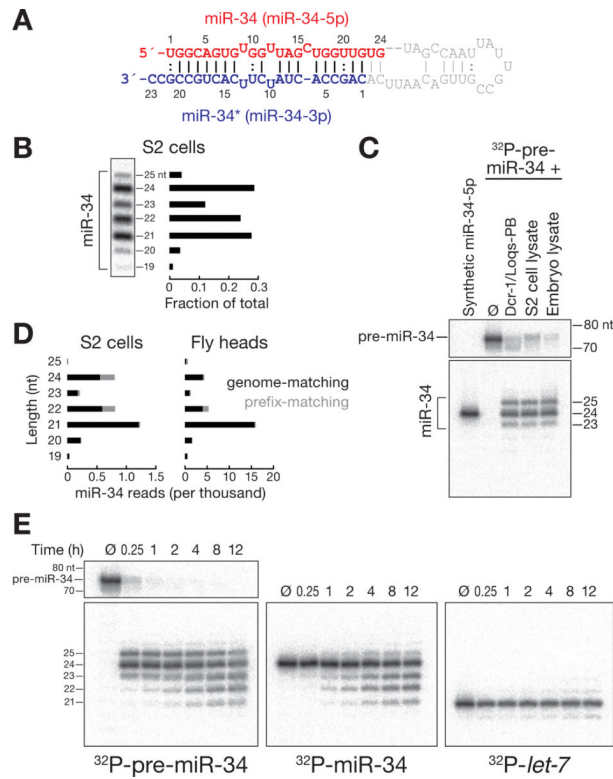 A
miR-34 (miR-34-5p)
1 5 10 15 20 24
5´-UGGCAGUGUGGUUAGCUGGUUGUG--UAGCCAAUUAUUGCCGUUGACUUAACA
3´-CCGCCGUCACUUCUAUC-ACCGAC
23 20 15 10 5 1
miR-34* (miR-34-3p)
B
S2 cells
miR-34
25 nt
24
23
22
21
20
19
0.0 0.1 0.2 0.3
Fraction of total
C
32P-pre-
miR-34 +
Synthetic miR-34-5p
Ø
Dcr-1/Loqs-PB
S2 cell lysate
Embryo lysate
pre-miR-34
80 nt
70
miR-34
25
24
23
D
S2 cells Fly heads
Length (nt)
25
24
23
22
21
20
19
genome-matching
prefix-matching
0 0.5 1.0 1.5 0 5 10 15 20
miR-34 reads (per thousand)
E
Time (h) Ø 0.25 1 2 4 8 12
80 nt
pre-miR-34
70
Ø 0.25 1 2 4 8 12
Ø 0.25 1 2 4 8 12
25
24
23
22
21
32P-pre-miR-34 32P-miR-34 32P-let-7